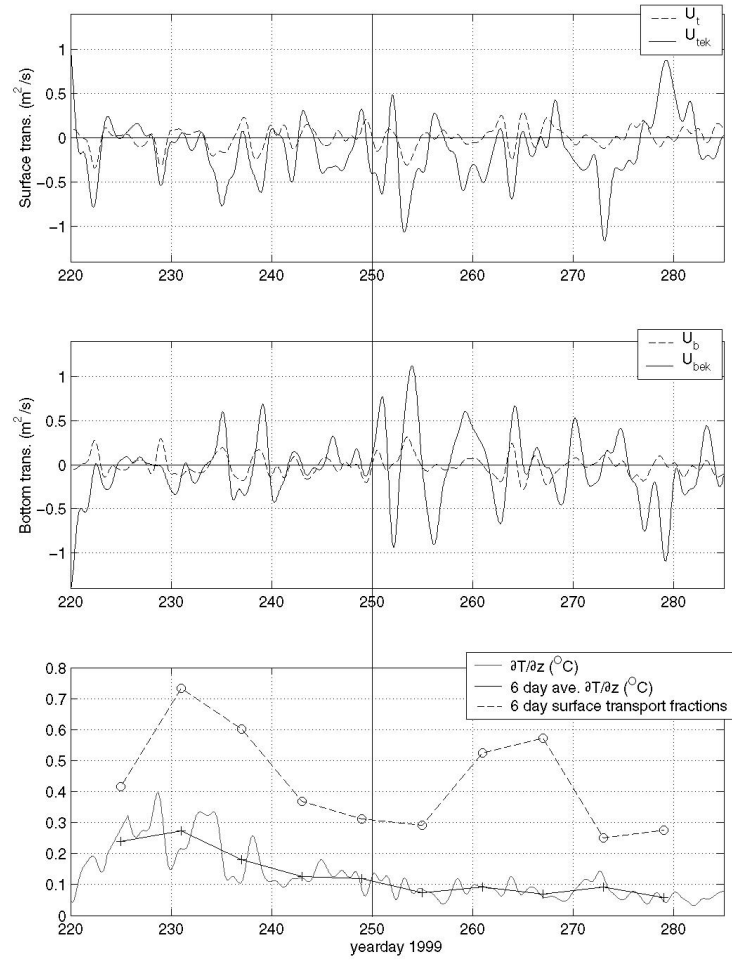 U_t
U_tek
Surface trans. (m²/s)
1
0.5
0
−0.5
−1
220 230 240 250 260 270 280
U_b
U_bek
Bottom trans. (m²/s)
1
0.5
0
−0.5
−1
220 230 240 250 260 270 280
∂T/∂z (°C)
6 day ave. ∂T/∂z (°C)
6 day surface transport fractions
0.8
0.7
0.6
0.5
0.4
0.3
0.2
0.1
0
220 230 240 250 260 270 280
yearday 1999